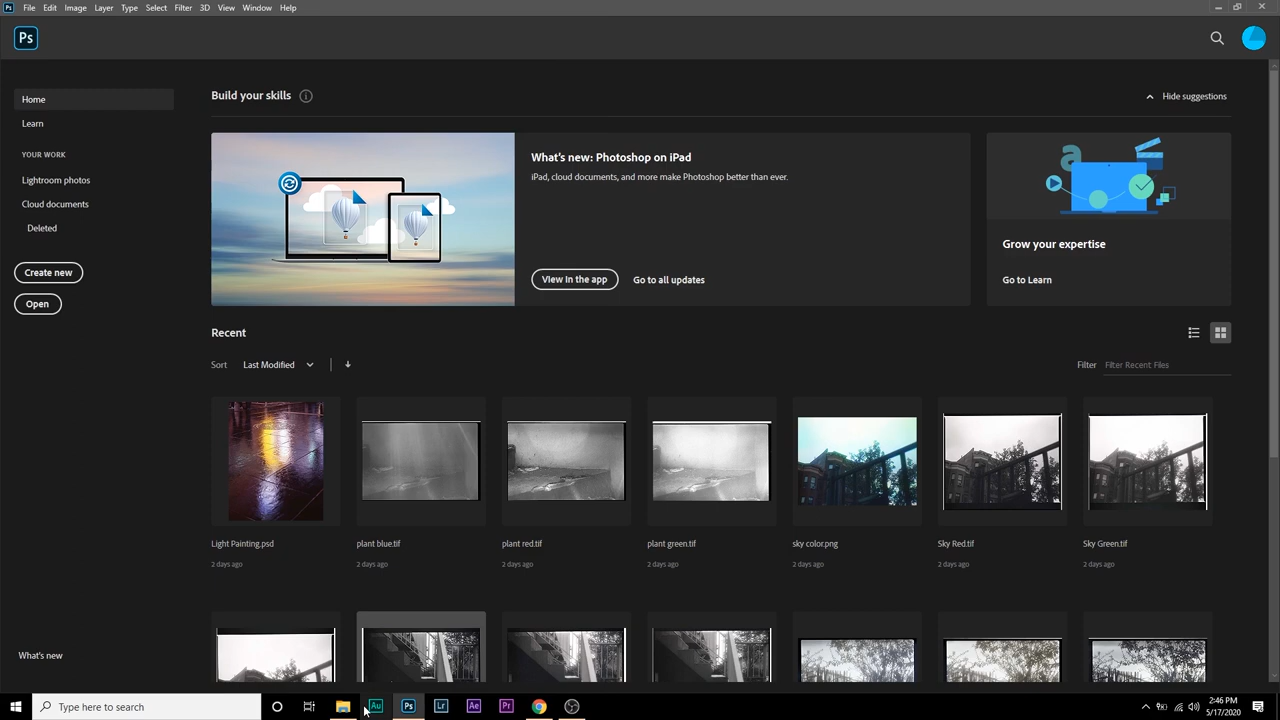 Ps File Edit Image Layer Type Select Filter 3D View Window Help
Ps
Home
Learn
YOUR WORK
Lightroom photos
Cloud documents
Deleted
Create new
Open
What's new
Build your skills
Hide suggestions
What's new: Photoshop on iPad
iPad, cloud documents, and more make Photoshop better than ever.
View in the app Go to all updates
Grow your expertise
Go to Learn
Recent
Sort Last Modified Filter Filter Recent Files
Light Painting.psd plant blue.tif plant red.tif plant green.tif sky color.png Sky Red.tif Sky Green.tif
2 days ago 2 days ago 2 days ago 2 days ago 2 days ago 2 days ago 2 days ago
Type here to search Au Ps Lr Ae Pr
2:46 PM
5/17/2020